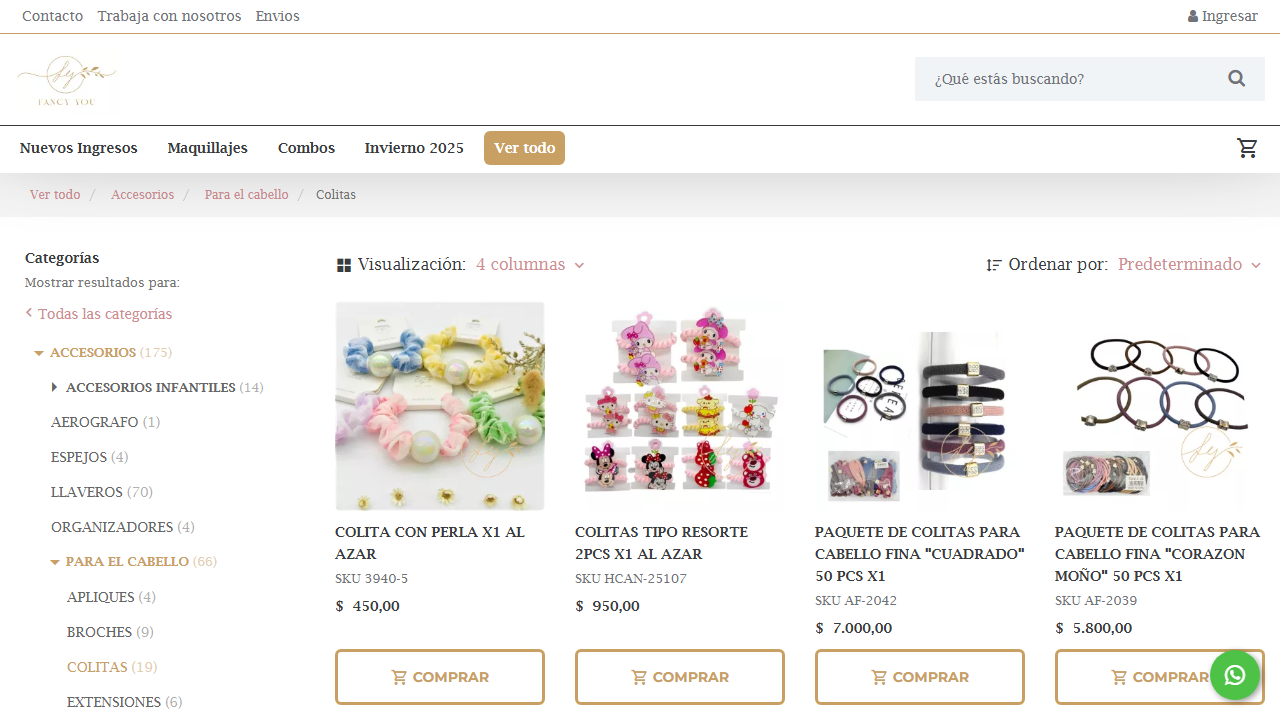 Contacto Trabaja con nosotros Envios Ingresar
fy
FANCY YOU
¿Qué estás buscando?
Nuevos Ingresos Maquillajes Combos Invierno 2025 Ver todo
Ver todo / Accesorios / Para el cabello / Colitas
Categorías
Mostrar resultados para:
Todas las categorías
ACCESORIOS (175)
ACCESORIOS INFANTILES (14)
AEROGRAFO (1)
ESPEJOS (4)
LLAVEROS (70)
ORGANIZADORES (4)
PARA EL CABELLO (66)
APLIQUES (4)
BROCHES (9)
COLITAS (19)
EXTENSIONES (6)
Visualización: 4 columnas
Ordenar por: Predeterminado
COLITA CON PERLA X1 AL
AZAR
SKU 3940-5
$ 450,00
COMPRAR
COLITAS TIPO RESORTE
2PCS X1 AL AZAR
SKU HCAN-25107
$ 950,00
COMPRAR
PAQUETE DE COLITAS PARA
CABELLO FINA "CUADRADO"
50 PCS X1
SKU AF-2042
$ 7.000,00
COMPRAR
PAQUETE DE COLITAS PARA
CABELLO FINA "CORAZON
MOÑO" 50 PCS X1
SKU AF-2039
$ 5.800,00
COMPRAR